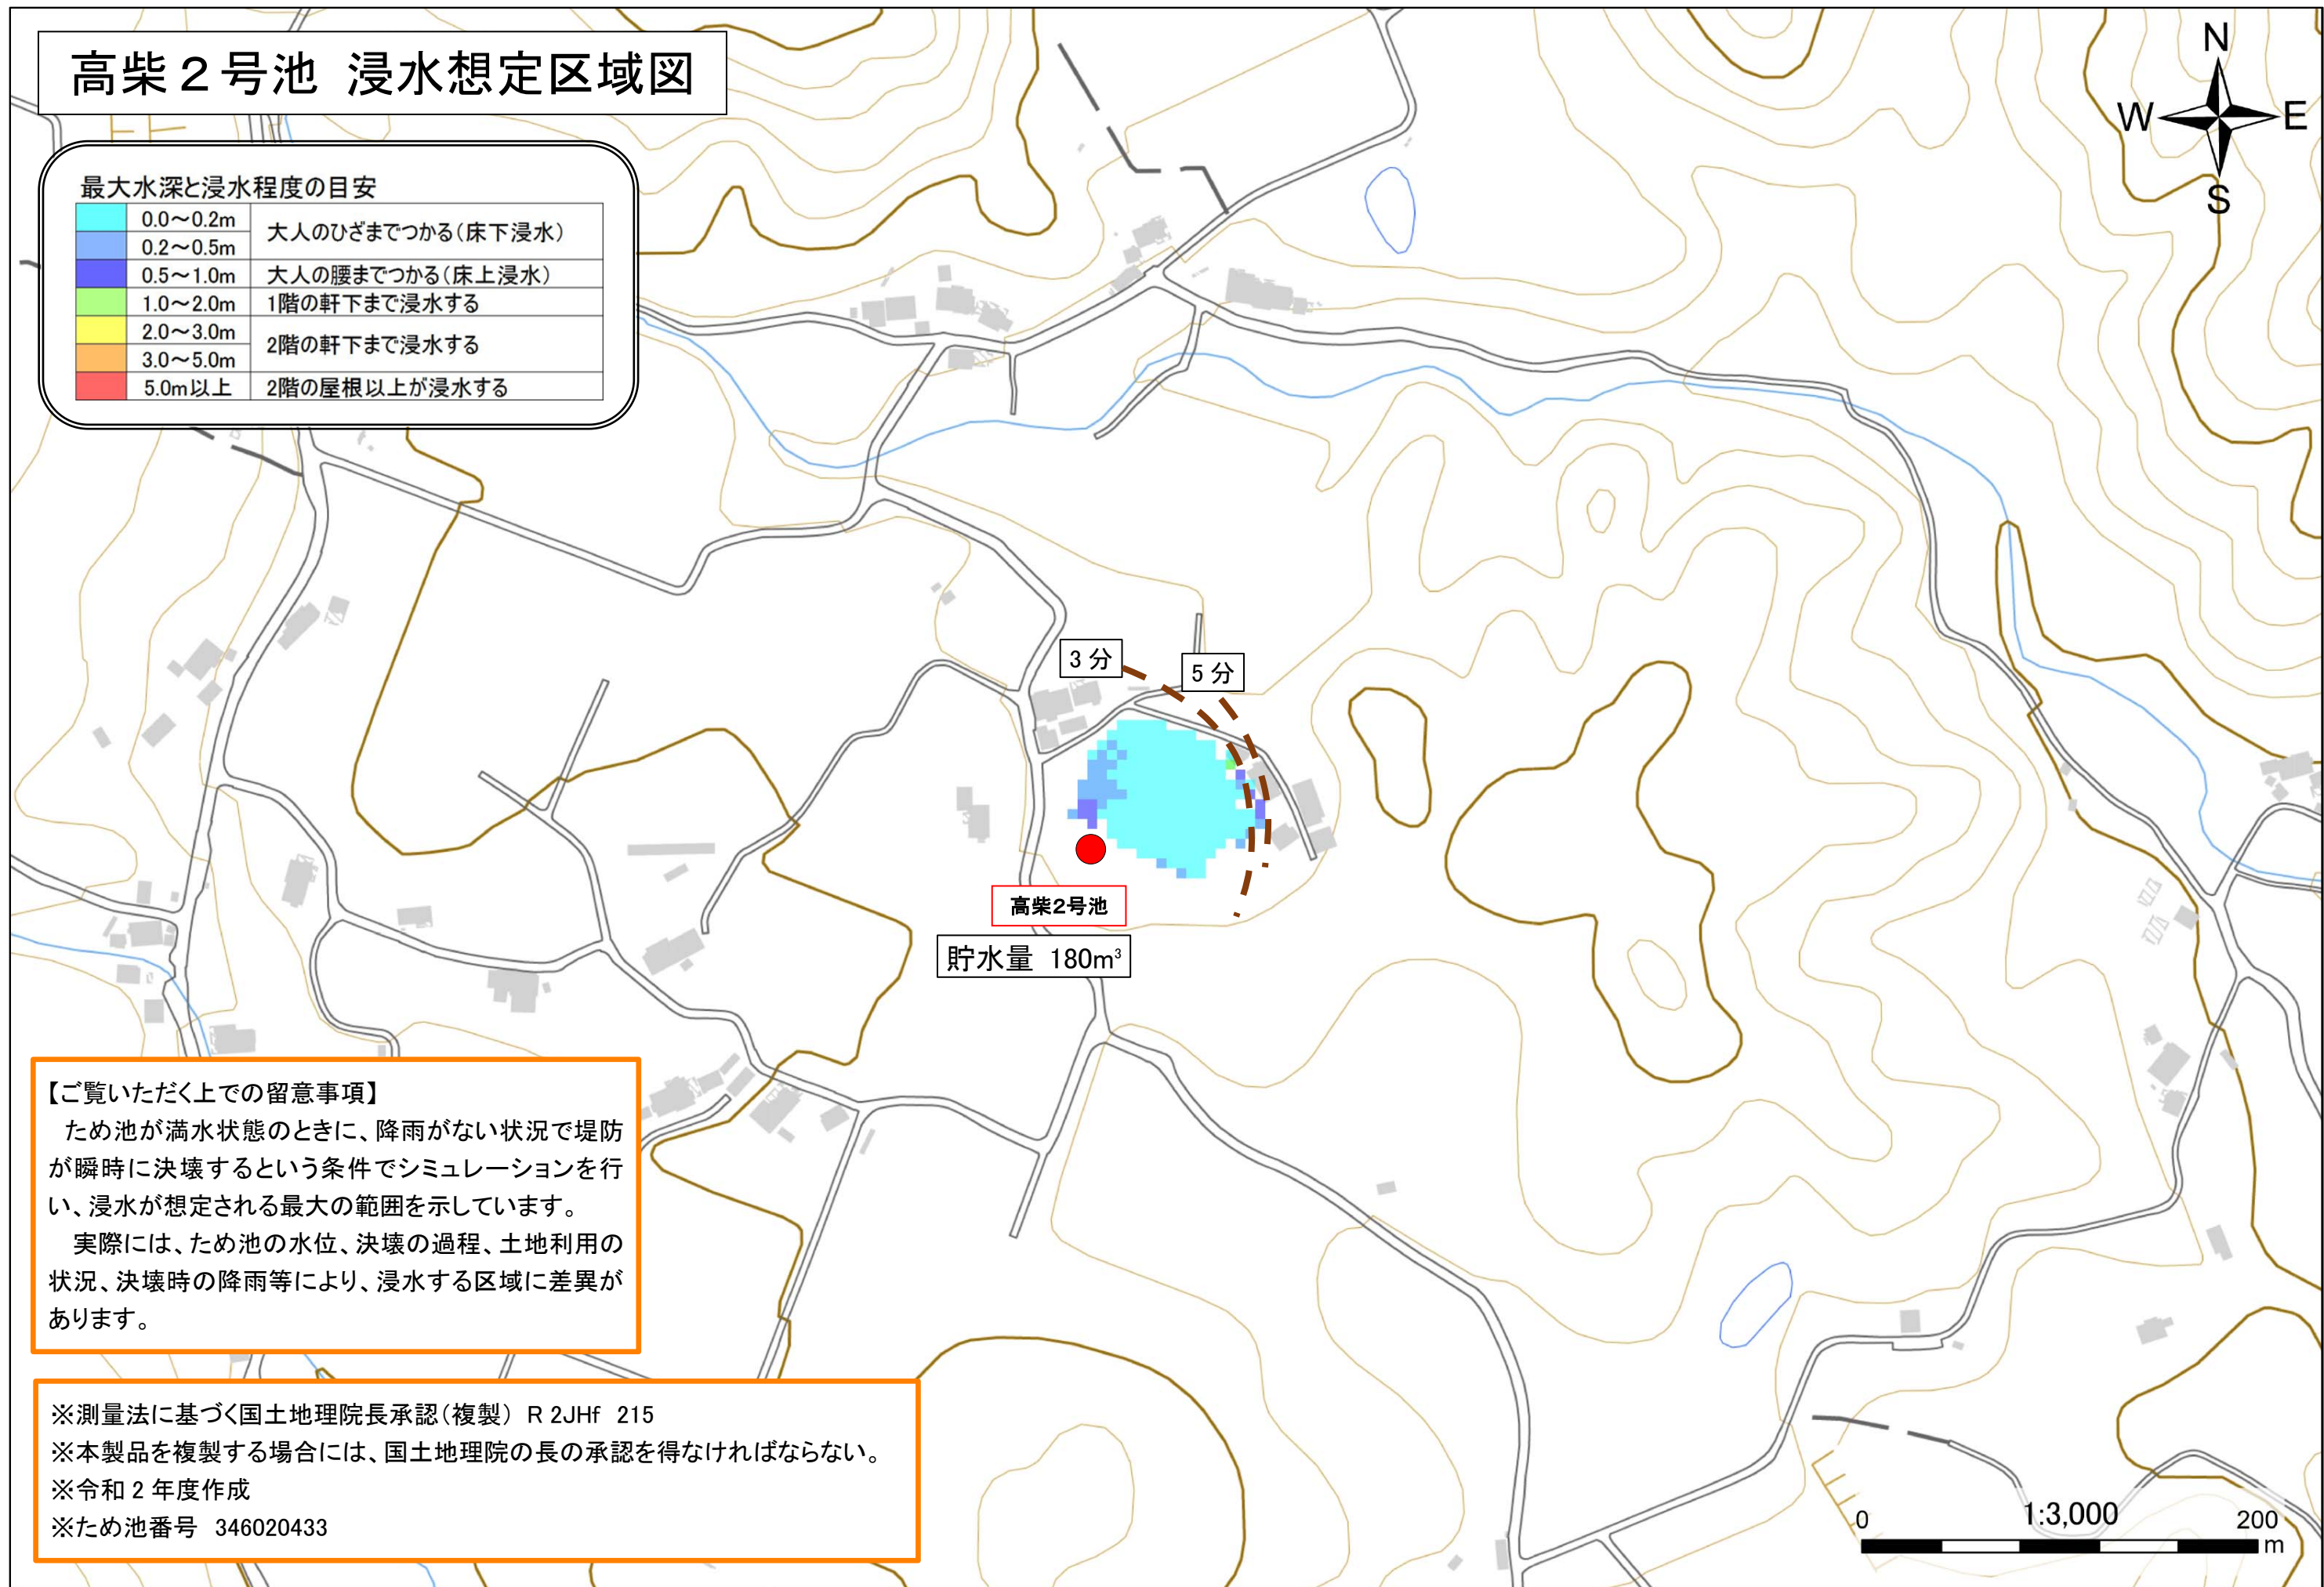 高柴２号池 浸水想定区域図
N
W
E
S
最大水深と浸水程度の目安
0.0～0.2m
大人のひざまでつかる（床下浸水）
0.2～0.5m
0.5～1.0m
大人の腰までつかる（床上浸水）
1.0～2.0m
1階の軒下まで浸水する
2.0～3.0m
2階の軒下まで浸水する
3.0～5.0m
5.0m以上
2階の屋根以上が浸水する
3 分
5 分
高柴2号池
貯水量 180m³
【ご覧いただく上での留意事項】
ため池が満水状態のときに、降雨がない状況で堤防
が瞬時に決壊するという条件でシミュレーションを行
い、浸水が想定される最大の範囲を示しています。
実際には、ため池の水位、決壊の過程、土地利用の
状況、決壊時の降雨等により、浸水する区域に差異が
あります。
※測量法に基づく国土地理院長承認（複製） R 2JHf 215
※本製品を複製する場合には、国土地理院の長の承認を得なければならない。
※令和 2 年度作成
※ため池番号 346020433
1:3,000
0
200
m